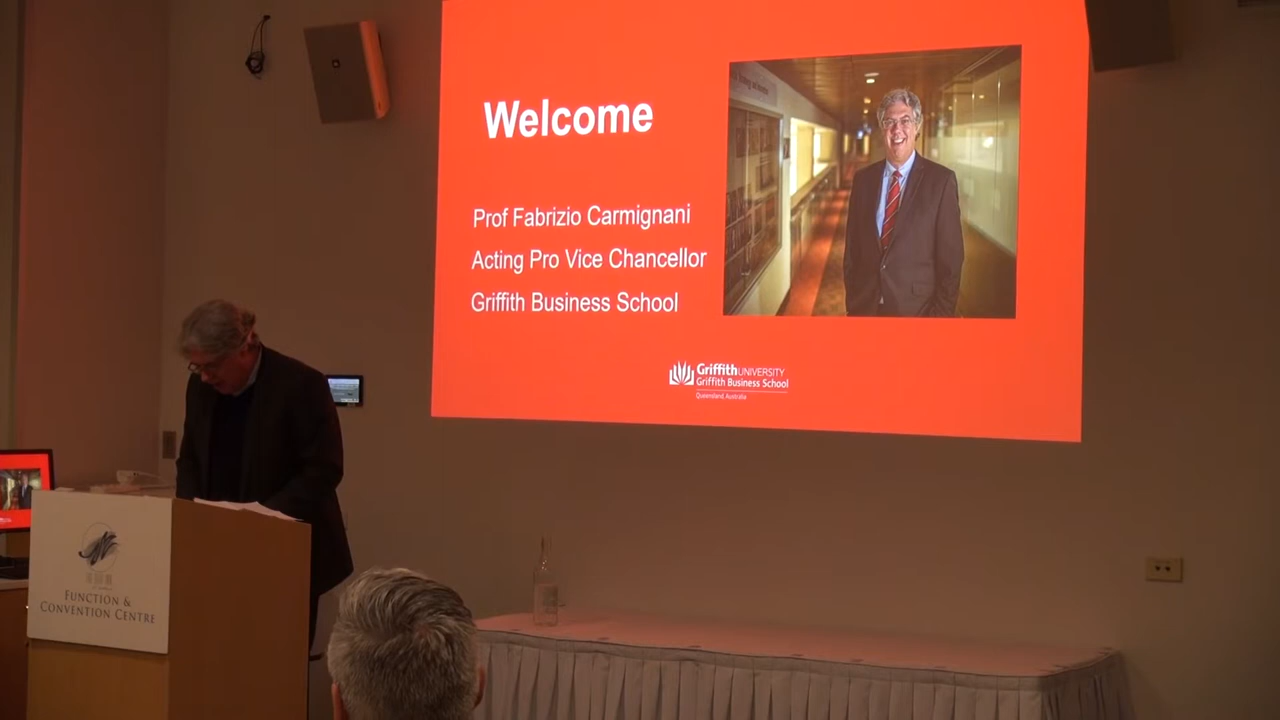 Welcome
Prof Fabrizio Carmignani
Acting Pro Vice Chancellor
Griffith Business School
Griffith UNIVERSITY
Griffith Business School
Queensland, Australia
FUNCTION &
CONVENTION CENTRE